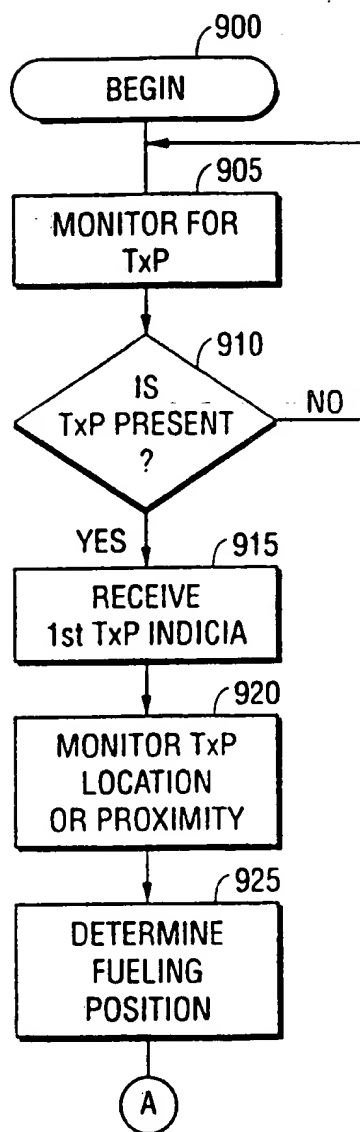 900
BEGIN
905
MONITOR FOR
TxP
910
IS
TxP PRESENT
?
NO
YES
915
RECEIVE
1st TxP INDICIA
920
MONITOR TxP
LOCATION
OR PROXIMITY
925
DETERMINE
FUELING
POSITION
A